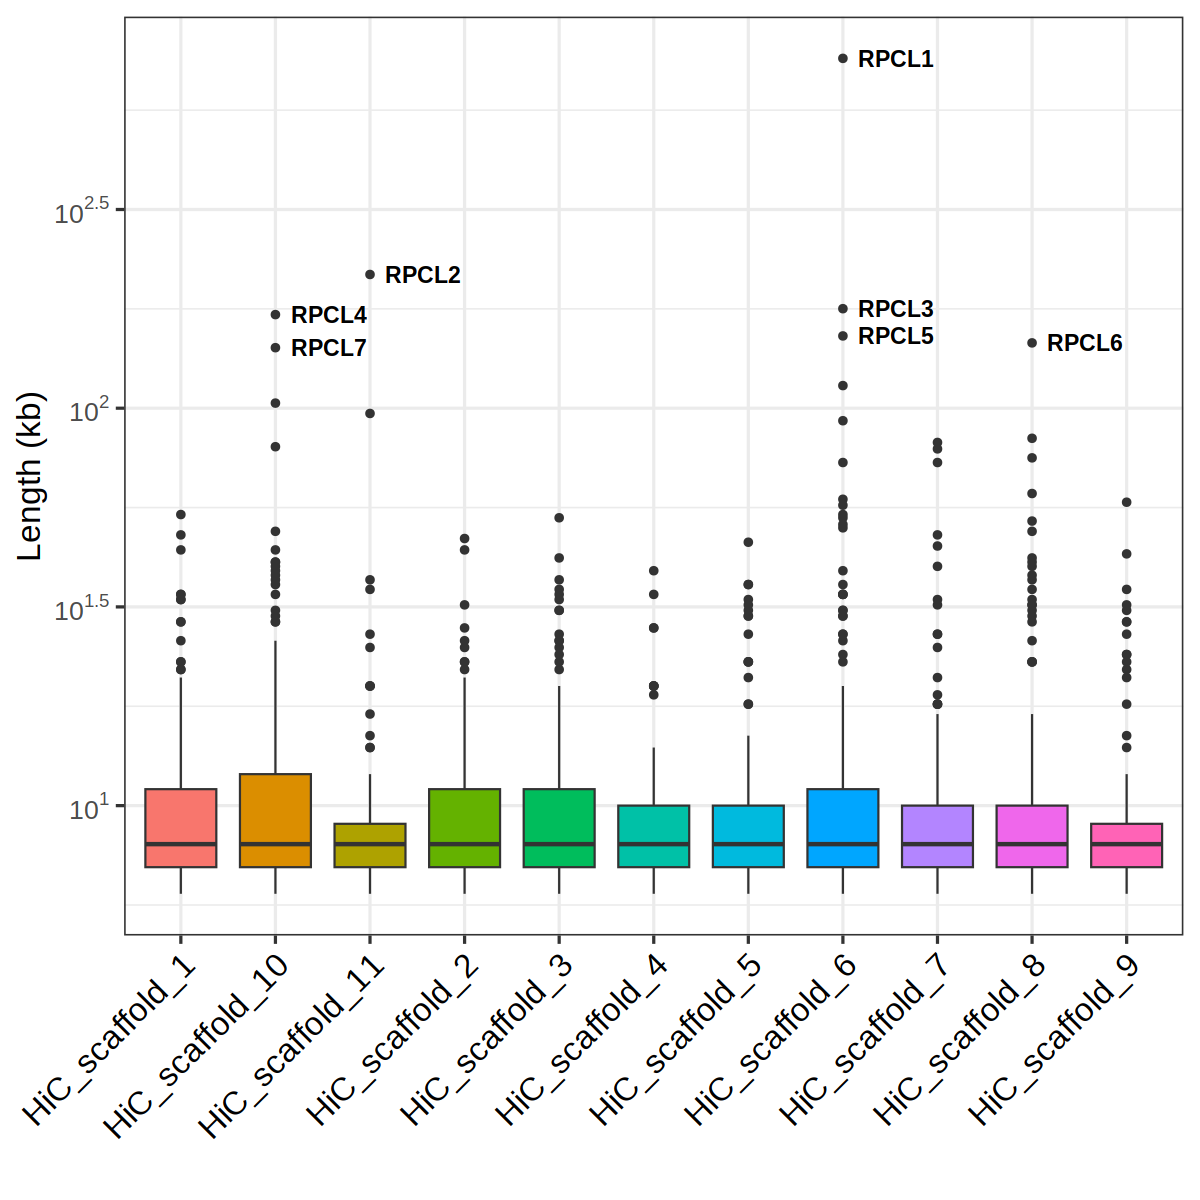 RPCL1
10^2.5
RPCL2
RPCL4
RPCL3
RPCL5
RPCL6
RPCL7
10^2
Length (kb)
10^1.5
10^1
HiC_scaffold_1
HiC_scaffold_10
HiC_scaffold_11
HiC_scaffold_2
HiC_scaffold_3
HiC_scaffold_4
HiC_scaffold_5
HiC_scaffold_6
HiC_scaffold_7
HiC_scaffold_8
HiC_scaffold_9